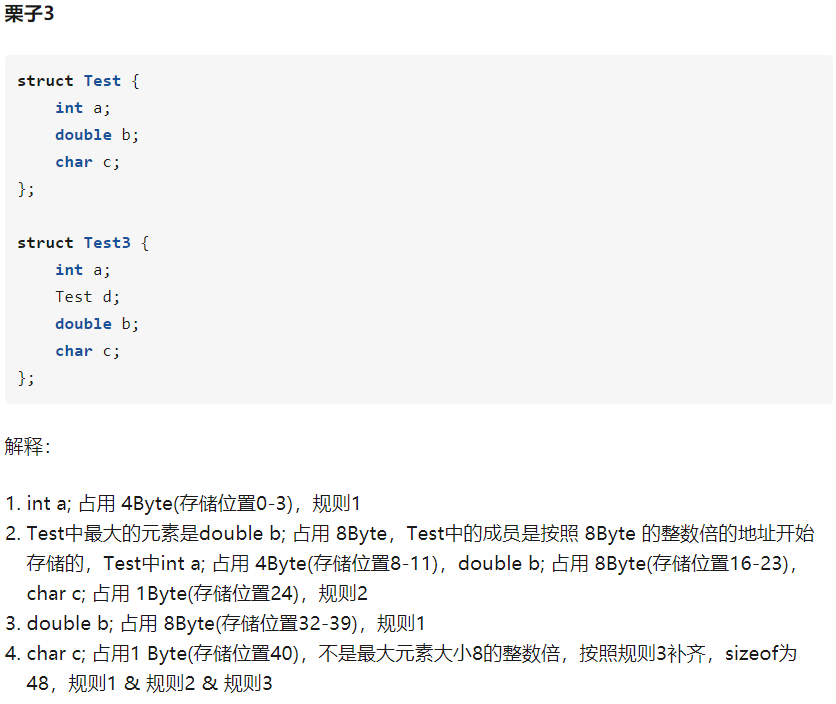 栗子3
struct Test {
    int a;
    double b;
    char c;
};
struct Test3 {
    int a;
    Test d;
    double b;
    char c;
};
解释：
1. int a; 占用 4Byte(存储位置0-3)，规则1
2. Test中最大的元素是double b; 占用 8Byte，Test中的成员是按照 8Byte 的整数倍的地址开始
存储的，Test中int a; 占用 4Byte(存储位置8-11)，double b; 占用 8Byte(存储位置16-23)，
char c; 占用 1Byte(存储位置24)，规则2
3. double b; 占用 8Byte(存储位置32-39)，规则1
4. char c; 占用1 Byte(存储位置40)，不是最大元素大小8的整数倍，按照规则3补齐，sizeof为
48，规则1 & 规则2 & 规则3